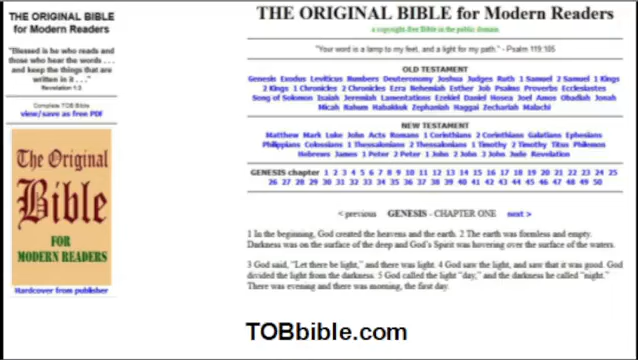 THE ORIGINAL BIBLE
for Modern Readers
"Blessed is he who reads and
those who hear the words . . .
and keep the things that are
written in it . . ."
Revelation 1:3
Complete TOB Bible
view/save as free PDF
The Original
Bible
FOR
MODERN READERS
Hardcover from publisher
THE ORIGINAL BIBLE for Modern Readers
a copyright-free Bible in the public domain
"Your word is a lamp to my feet, and a light for my path." - Psalm 119:105
OLD TESTAMENT
Genesis Exodus Leviticus Numbers Deuteronomy Joshua Judges Ruth 1 Samuel 2 Samuel 1 Kings
2 Kings 1 Chronicles 2 Chronicles Ezra Nehemiah Esther Job Psalms Proverbs Ecclesiastes
Song of Solomon Isaiah Jeremiah Lamentations Ezekiel Daniel Hosea Joel Amos Obadiah Jonah
Micah Nahum Habakkuk Zephaniah Haggai Zechariah Malachi
NEW TESTAMENT
Matthew Mark Luke John Acts Romans 1 Corinthians 2 Corinthians Galatians Ephesians
Philippians Colossians 1 Thessalonians 2 Thessalonians 1 Timothy 2 Timothy Titus Philemon
Hebrews James 1 Peter 2 Peter 1 John 2 John 3 John Jude Revelation
GENESIS chapter 1 2 3 4 5 6 7 8 9 10 11 12 13 14 15 16 17 18 19 20 21 22 23 24 25
26 27 28 29 30 31 32 33 34 35 36 37 38 39 40 41 42 43 44 45 46 47 48 49 50
< previous GENESIS - CHAPTER ONE next >
1 In the beginning, God created the heavens and the earth. 2 The earth was formless and empty.
Darkness was on the surface of the deep and God's Spirit was hovering over the surface of the waters.
3 God said, "Let there be light," and there was light. 4 God saw the light, and saw that it was good. God
divided the light from the darkness. 5 God called the light "day," and the darkness he called "night."
There was evening and there was morning, the first day.
TOBbible.com